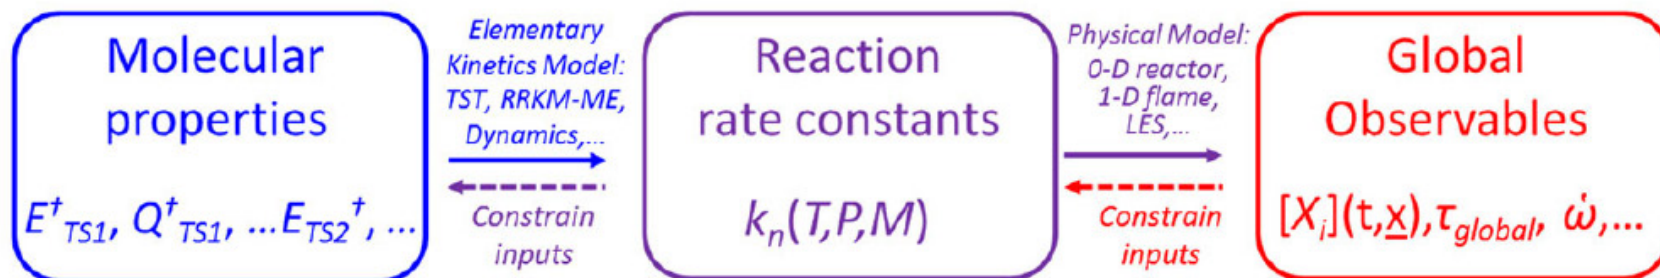 Molecular
properties
E†TS1, Q†TS1, ...ETS2†, ...
Elementary
Kinetics Model:
TST, RRKM-ME,
Dynamics,...
Constrain
inputs
Reaction
rate constants
kn(T,P,M)
Physical Model:
0-D reactor,
1-D flame,
LES,...
Constrain
inputs
Global
Observables
[Xi](t,x),τglobal, ω̇,...